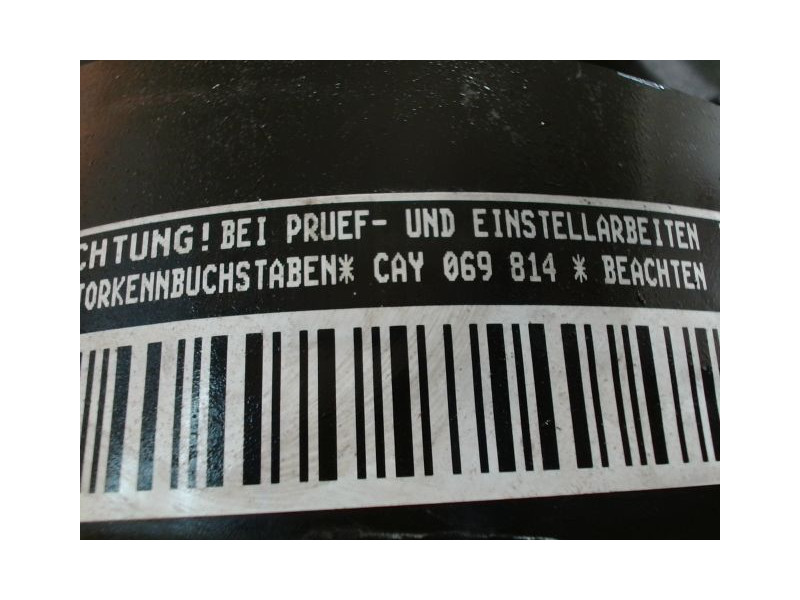 CHTUNG! BEI PRUEF- UND EINSTELLARBEITEN
TORKENNBUCHSTABEN* CAY 069 814 * BEACHTEN